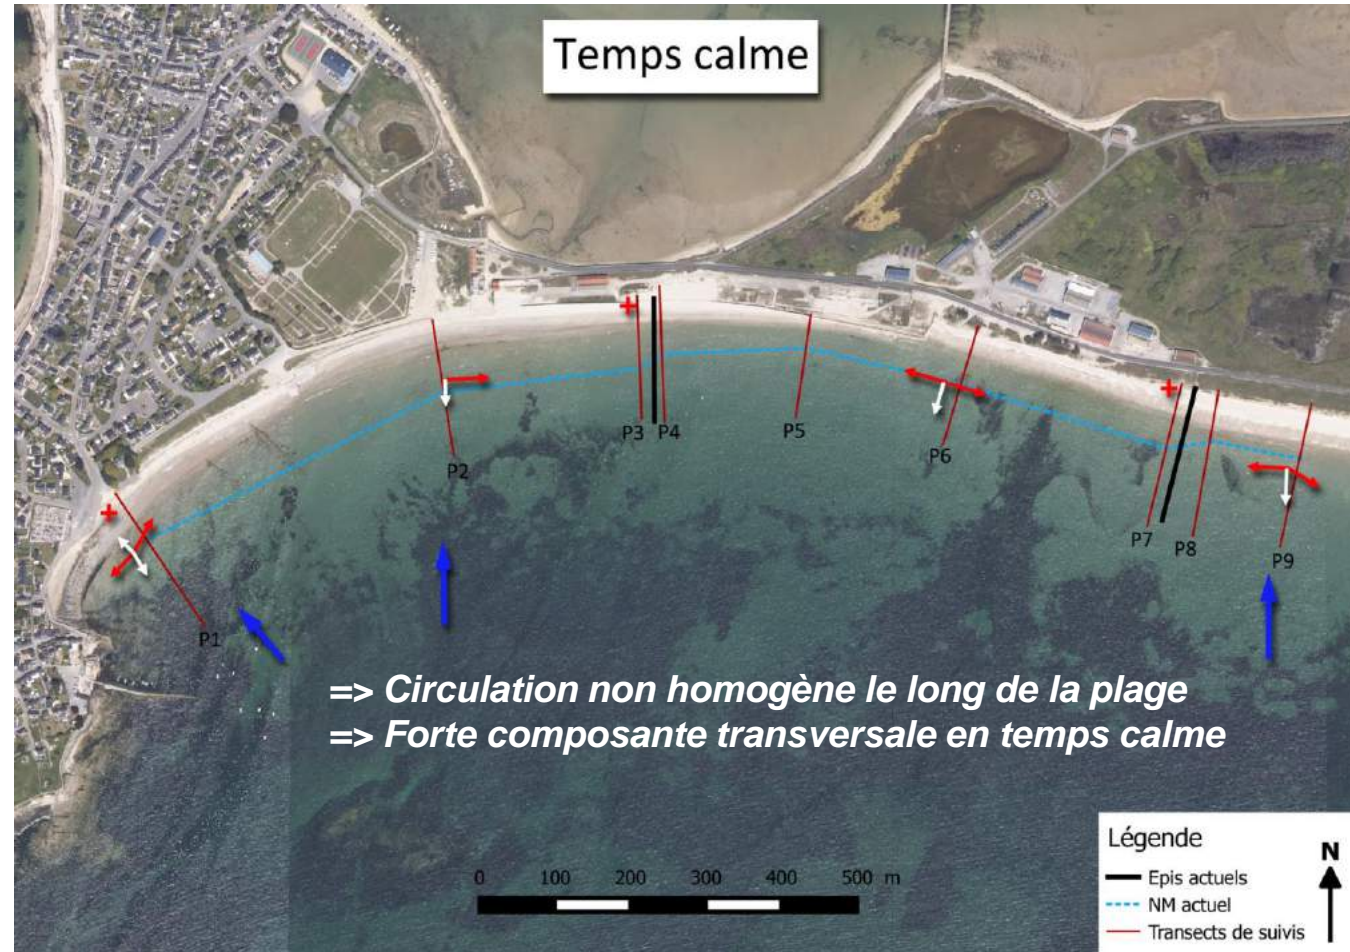 Temps calme
P1
P2
P3
P4
P5
P6
P7
P8
P9
=> Circulation non homogène le long de la plage
=> Forte composante transversale en temps calme
0 100 200 300 400 500 m
Légende
N
Epis actuels
NM actuel
Transects de suivis